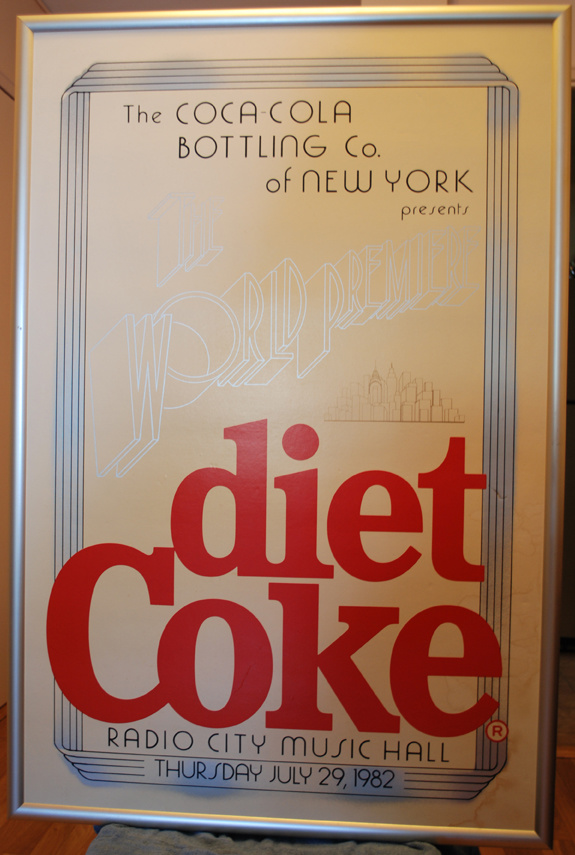 The COCA-COLA
BOTTLING Co.
of NEW YORK
presents
THE
WORLD PREMIERE
diet
Coke®
RADIO CITY MUSIC HALL
THURSDAY JULY 29, 1982